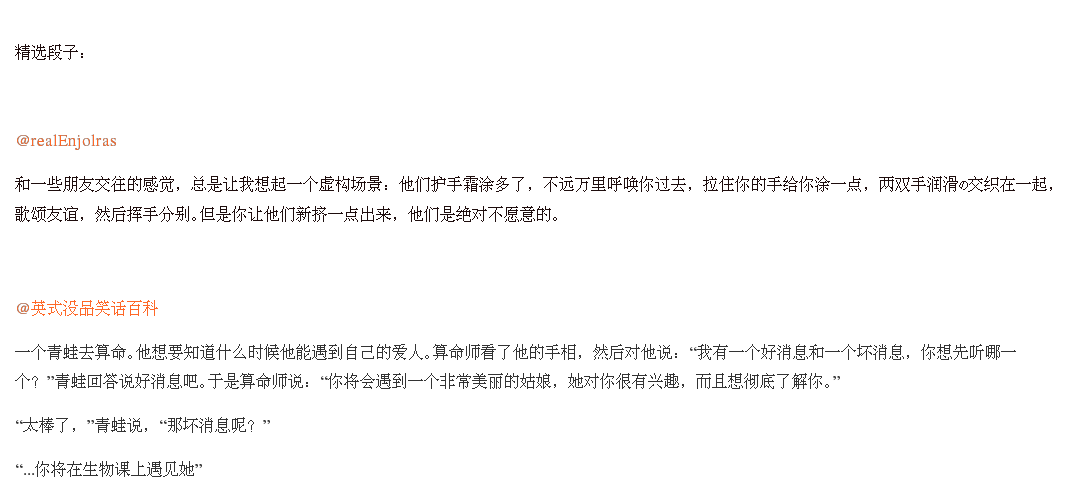 精选段子：
@realEnjolras
和一些朋友交往的感觉，总是让我想起一个虚构场景：他们护手霜涂多了，不远万里呼唤你过去，拉住你的手给你涂一点，两双手润滑の交织在一起，
歌颂友谊，然后挥手分别。但是你让他们新挤一点出来，他们是绝对不愿意的。
@英式没品笑话百科
一个青蛙去算命。他想要知道什么时候他能遇到自己的爱人。算命师看了他的手相，然后对他说：“我有一个好消息和一个坏消息，你想先听哪一
个？”青蛙回答说好消息吧。于是算命师说：“你将会遇到一个非常美丽的姑娘，她对你很有兴趣，而且想彻底了解你。”
“太棒了，”青蛙说，“那坏消息呢？”
“...你将在生物课上遇见她”